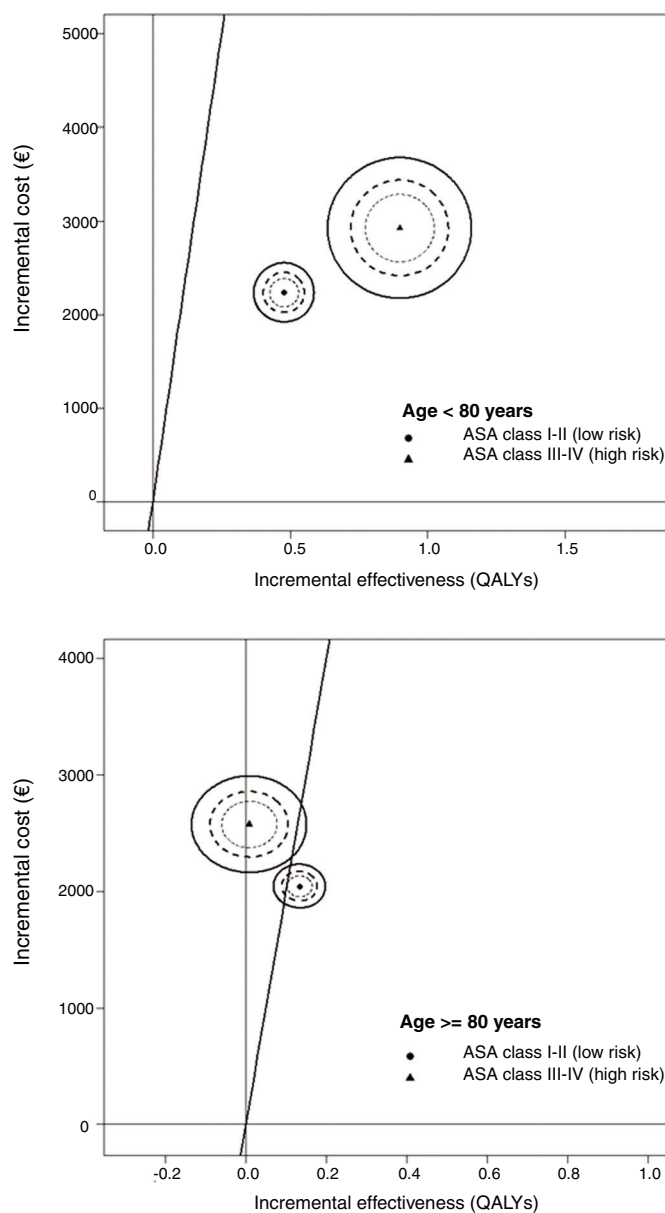 5000
4000
3000
2000
1000
0
Incremental cost (€)
Age < 80 years
ASA class I-II (low risk)
ASA class III-IV (high risk)
0.0 0.5 1.0 1.5
Incremental effectiveness (QALYs)
4000
3000
2000
1000
0
Incremental cost (€)
Age >= 80 years
ASA class I-II (low risk)
ASA class III-IV (high risk)
-0.2 0.0 0.2 0.4 0.6 0.8 1.0
Incremental effectiveness (QALYs)